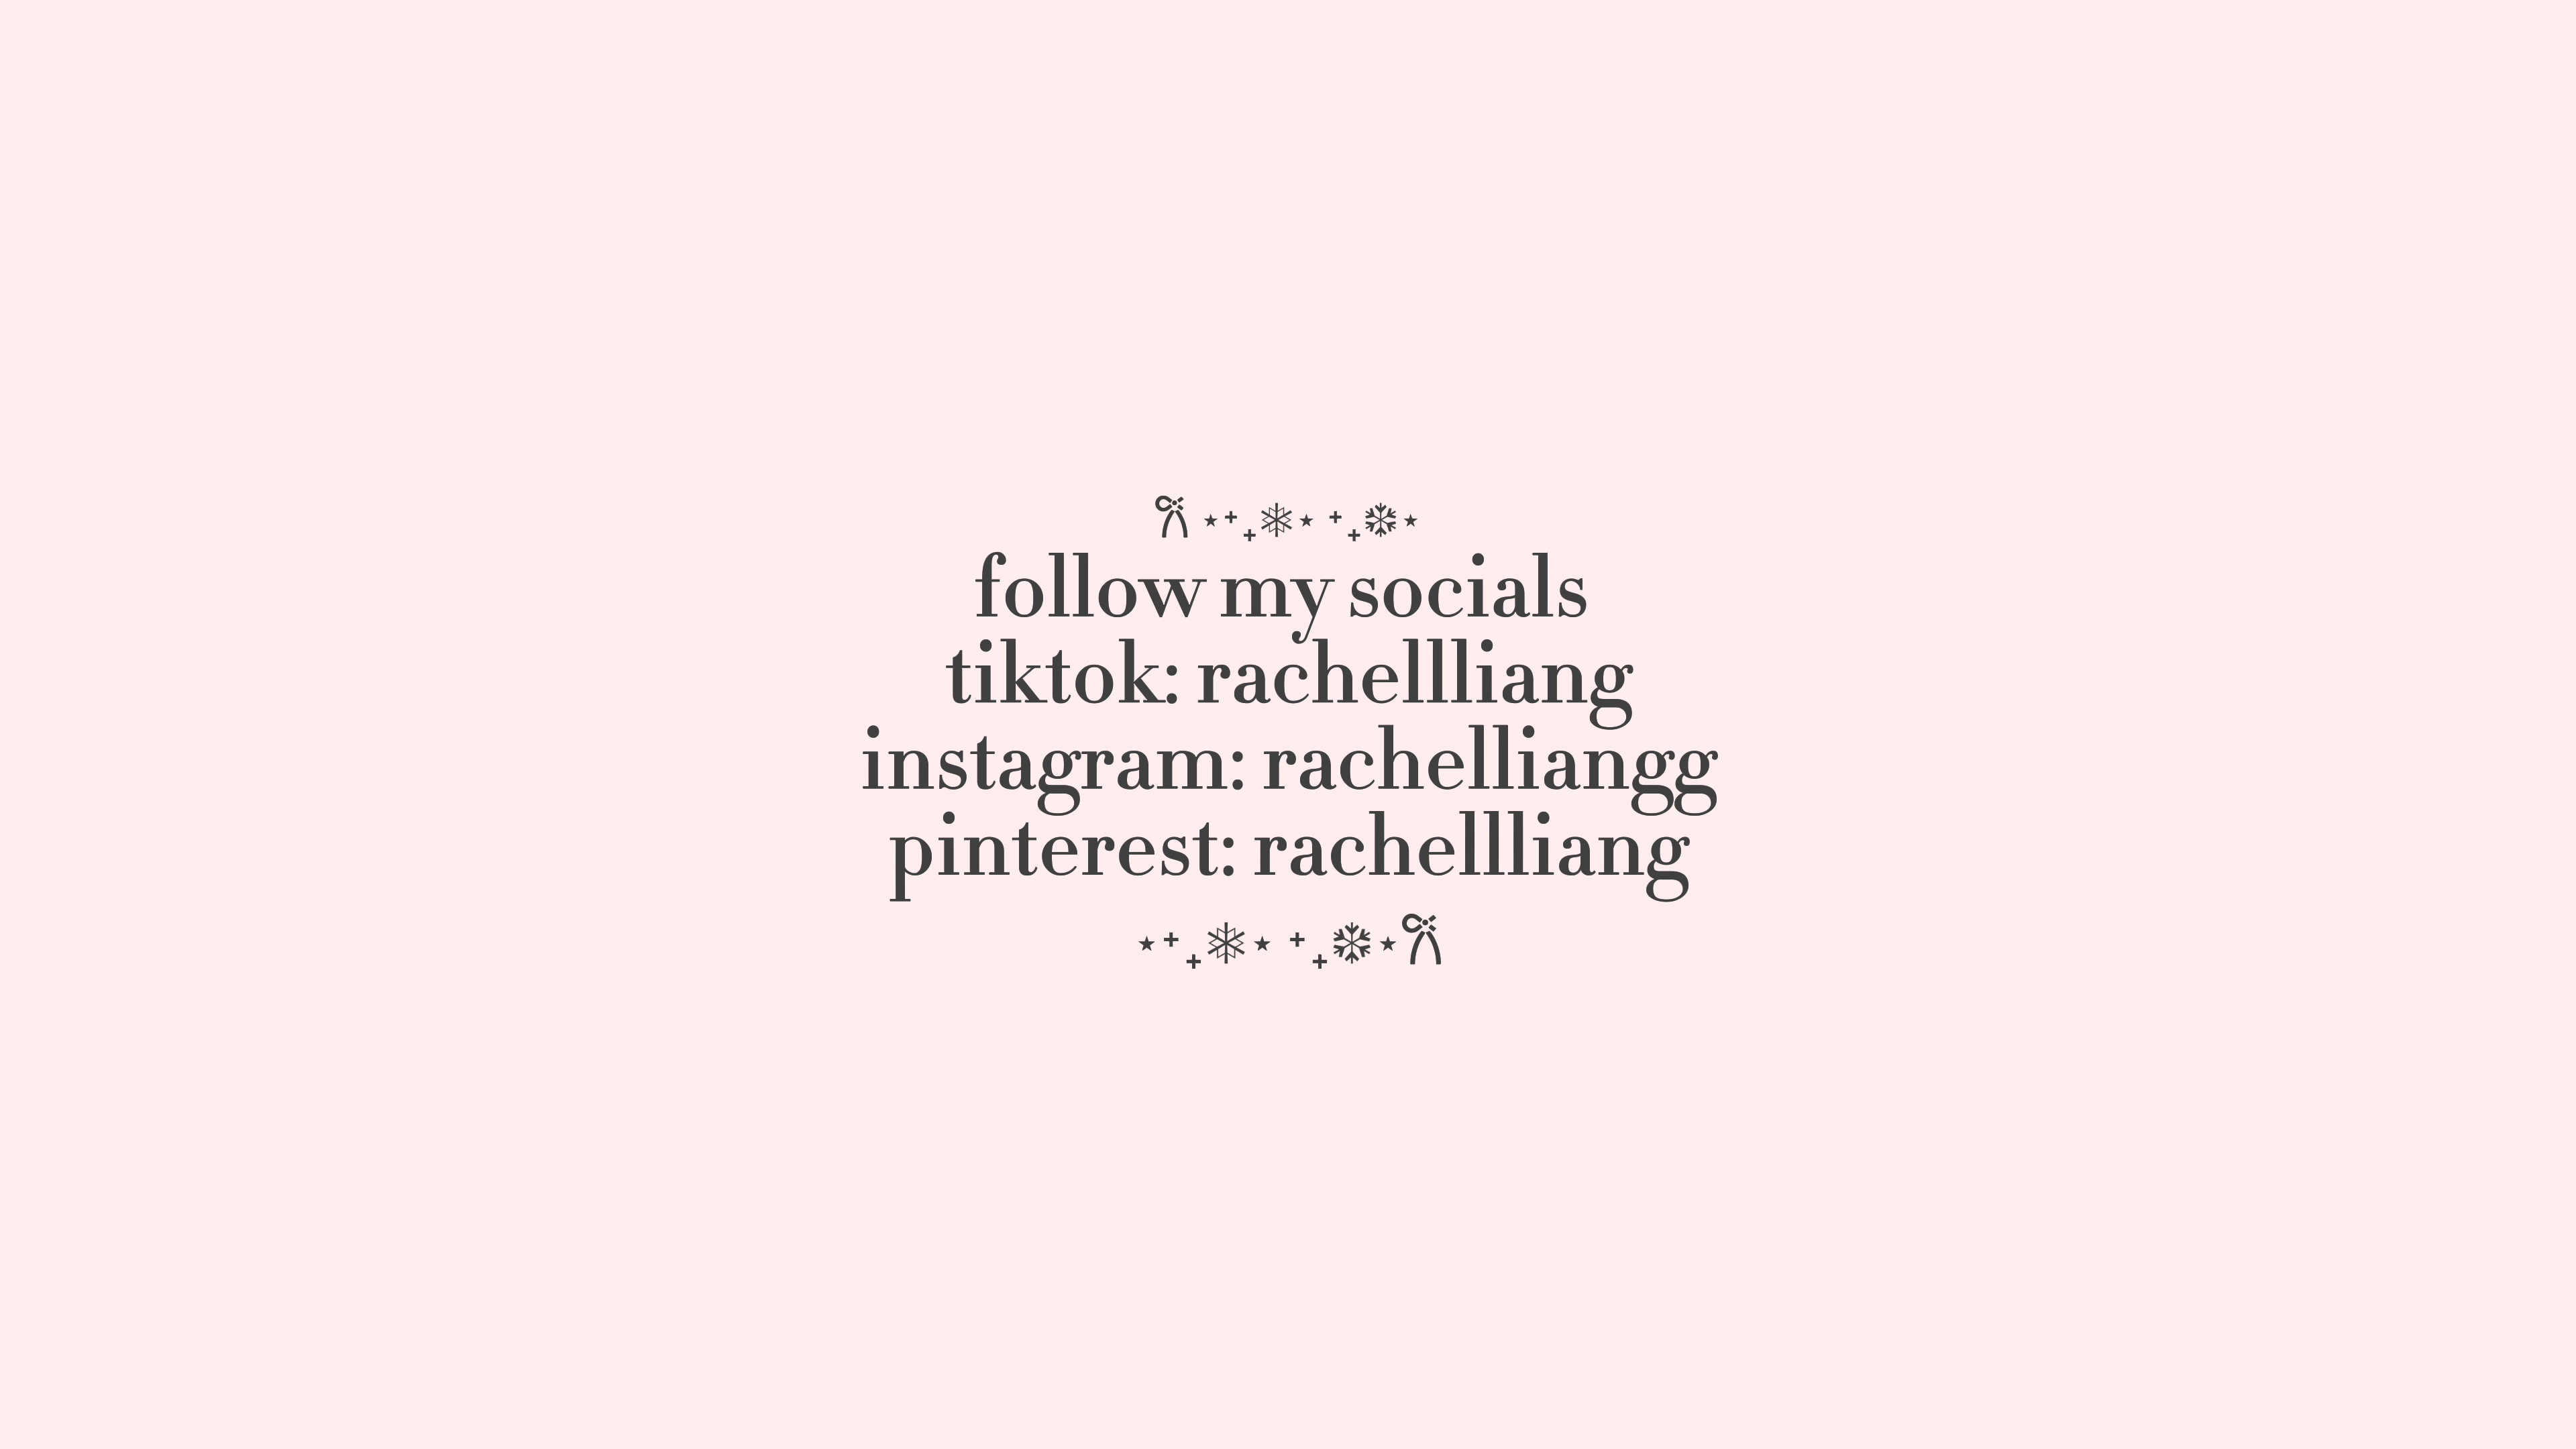 𐙚⋆⁺₊❄︎⋆ ⁺₊❆⋆
follow my socials
tiktok: rachellliang
instagram: rachelliangg
pinterest: rachellliang
⋆⁺₊❄︎⋆ ⁺₊❆⋆𐙚